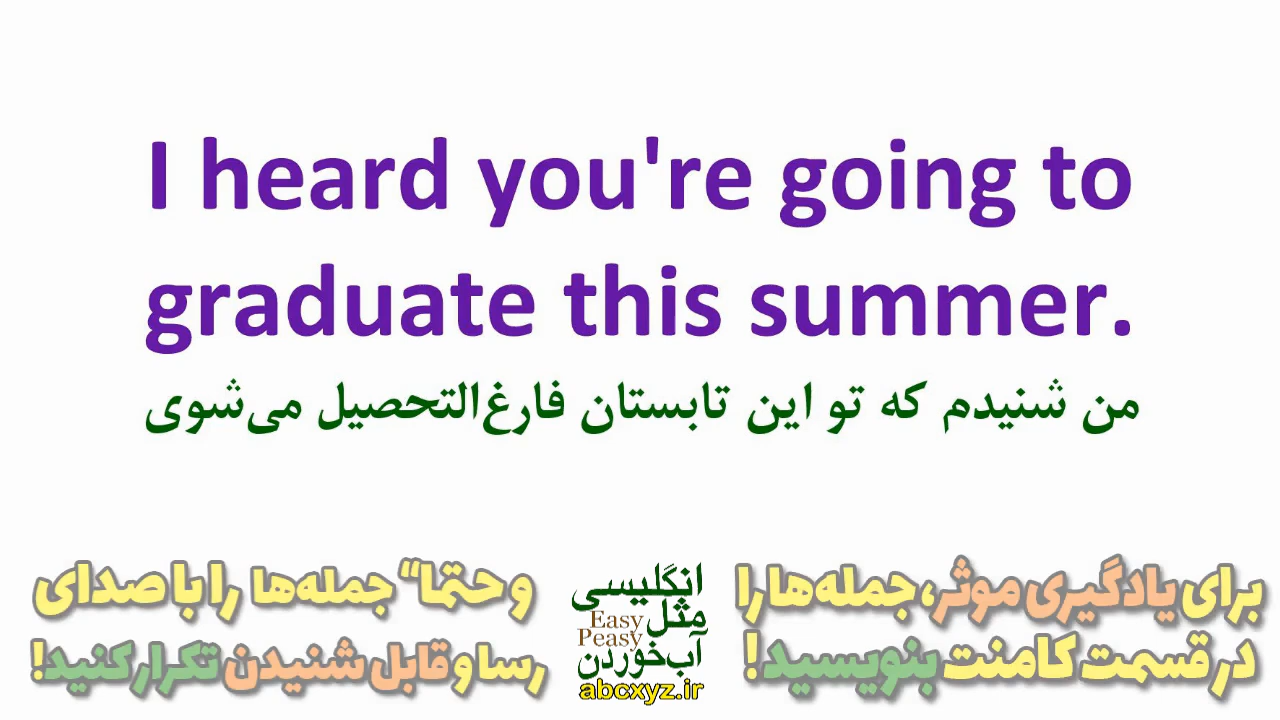 I heard you're going to
graduate this summer.
من شنیدم که تو این تابستان فارغ‌التحصیل می‌شوی
برای یادگیری موثر، جمله‌ها را
در قسمت کامنت بنویسید!
انگلیسی
مثل
Easy
Peasy
آب‌خوردن
abcxyz.ir
و حتما“ جمله‌ها را با صدای
رسا و قابل شنیدن تکرار کنید!